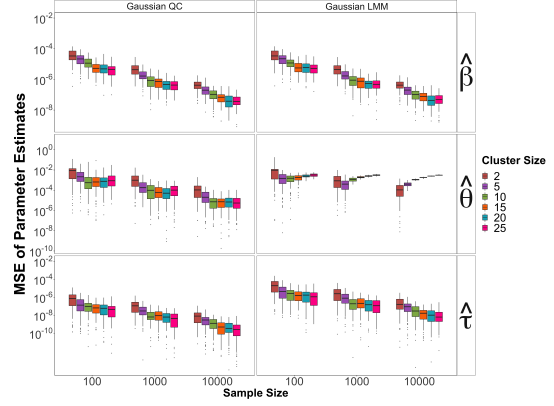 Gaussian QC Gaussian LMM
MSE of Parameter Estimates
10^-2
10^-4
10^-6
10^-8
β̂
10^0
10^-2
10^-4
10^-6
10^-8
10^-10
θ̂
10^-2
10^-4
10^-6
10^-8
10^-10
τ̂
100 1000 10000 100 1000 10000
Sample Size
Cluster Size
2
5
10
15
20
25